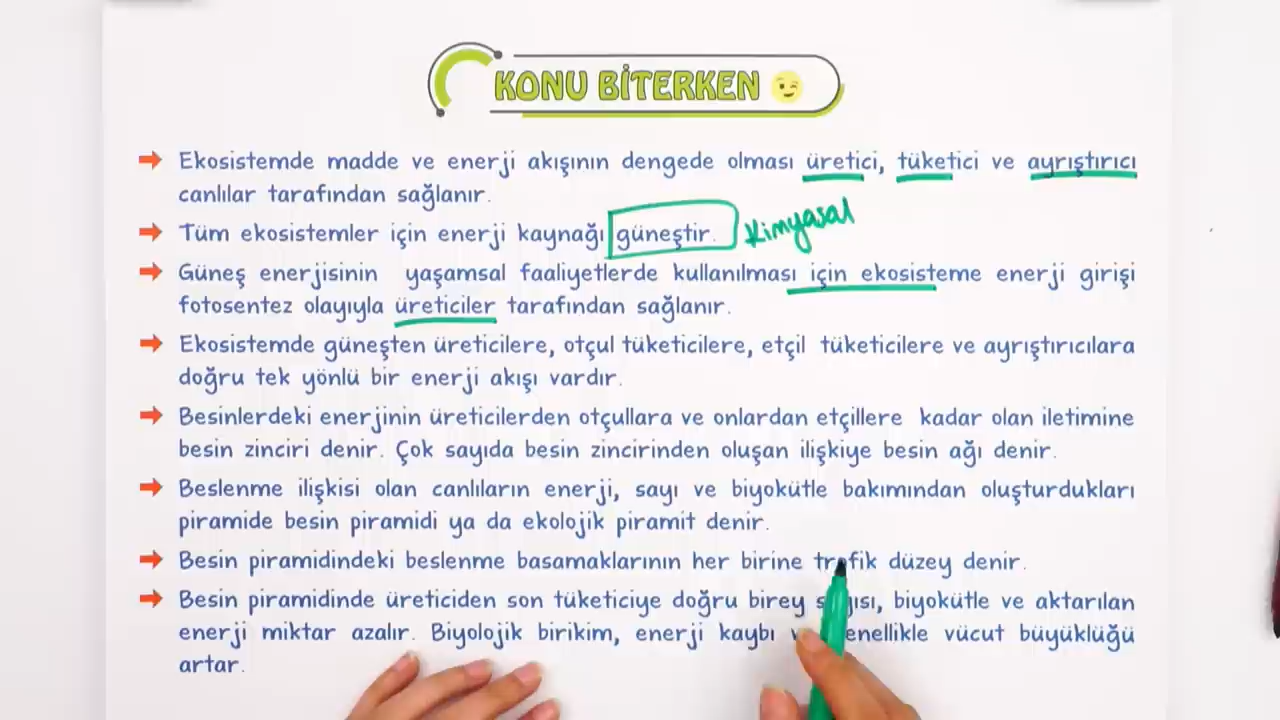 KONU BİTERKEN
Ekosistemde madde ve enerji akışının dengede olması üretici, tüketici ve ayrıştırıcı
canlılar tarafından sağlanır.
Tüm ekosistemler için enerji kaynağı güneştir. Kimyasal
Güneş enerjisinin yaşamsal faaliyetlerde kullanılması için ekosisteme enerji girişi
fotosentez olayıyla üreticiler tarafından sağlanır.
Ekosistemde güneşten üreticilere, otçul tüketicilere, etçil tüketicilere ve ayrıştırıcılara
doğru tek yönlü bir enerji akışı vardır.
Besinlerdeki enerjinin üreticilerden otçullara ve onlardan etçillere kadar olan iletimine
besin zinciri denir. Çok sayıda besin zincirinden oluşan ilişkiye besin ağı denir.
Beslenme ilişkisi olan canlıların enerji, sayı ve biyokütle bakımından oluşturdukları
piramide besin piramidi ya da ekolojik piramit denir.
Besin piramidindeki beslenme basamaklarının her birine trofik düzey denir.
Besin piramidinde üreticiden son tüketiciye doğru birey sayısı, biyokütle ve aktarılan
enerji miktar azalır. Biyolojik birikim, enerji kaybı vücut büyüklüğü
artar.